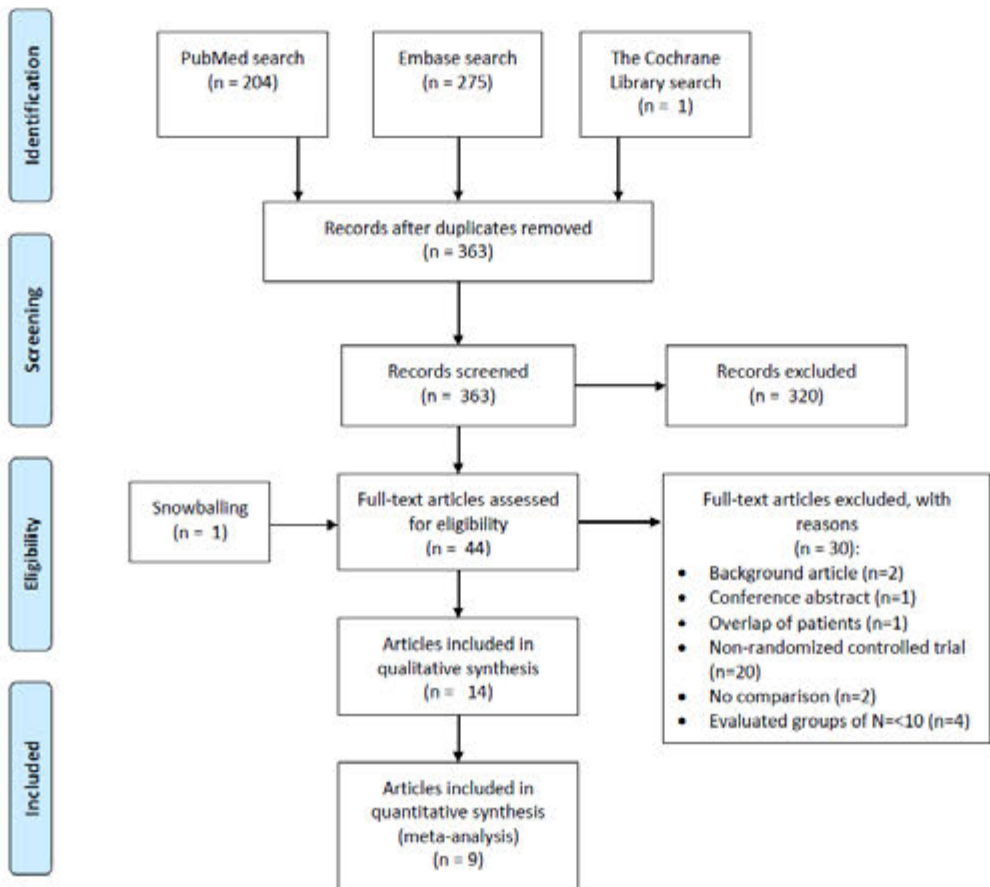 Identification
PubMed search
(n = 204)
Embase search
(n = 275)
The Cochrane
Library search
(n = 1)
Records after duplicates removed
(n = 363)
Screening
Records screened
(n = 363)
Records excluded
(n = 320)
Eligibility
Snowballing
(n = 1)
Full-text articles assessed
for eligibility
(n = 44)
Full-text articles excluded, with
reasons
(n = 30):
• Background article (n=2)
• Conference abstract (n=1)
• Overlap of patients (n=1)
• Non-randomized controlled trial
(n=20)
• No comparison (n=2)
• Evaluated groups of N=<10 (n=4)
Articles included in
qualitative synthesis
(n = 14)
Included
Articles included in
quantitative synthesis
(meta-analysis)
(n = 9)